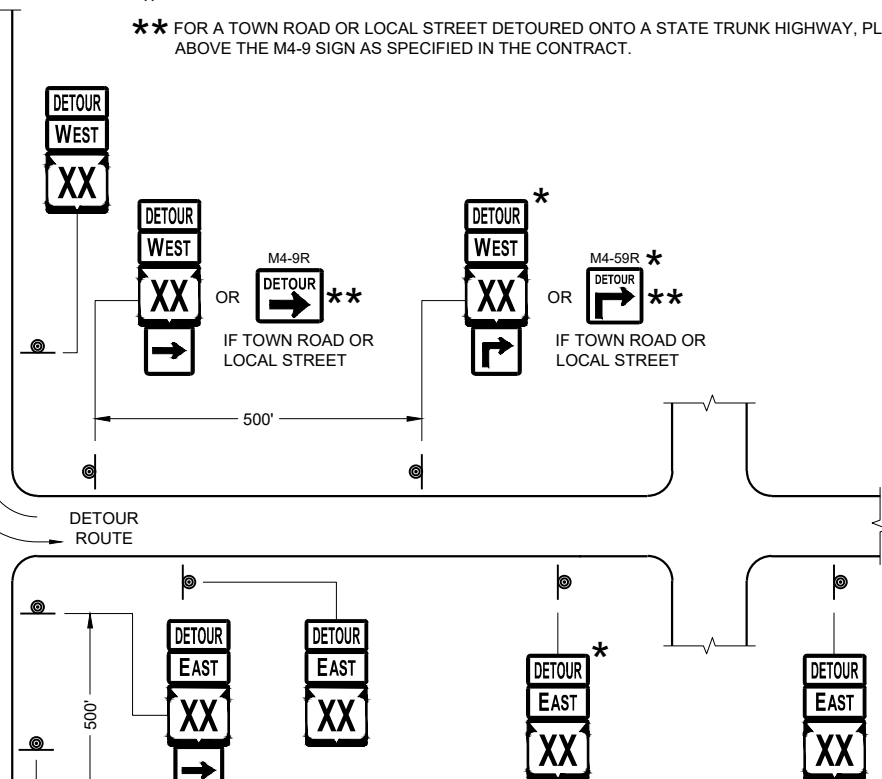 ** FOR A TOWN ROAD OR LOCAL STREET DETOURED ONTO A STATE TRUNK HIGHWAY, PL
ABOVE THE M4-9 SIGN AS SPECIFIED IN THE CONTRACT.
DETOUR
WEST
XX
DETOUR
WEST
XX
OR
M4-9R
DETOUR
**
IF TOWN ROAD OR
LOCAL STREET
DETOUR
*
WEST
XX
OR
M4-59R *
DETOUR
**
IF TOWN ROAD OR
LOCAL STREET
500'
DETOUR
ROUTE
500'
DETOUR
EAST
XX
DETOUR
EAST
XX
DETOUR
*
EAST
XX
DETOUR
EAST
XX